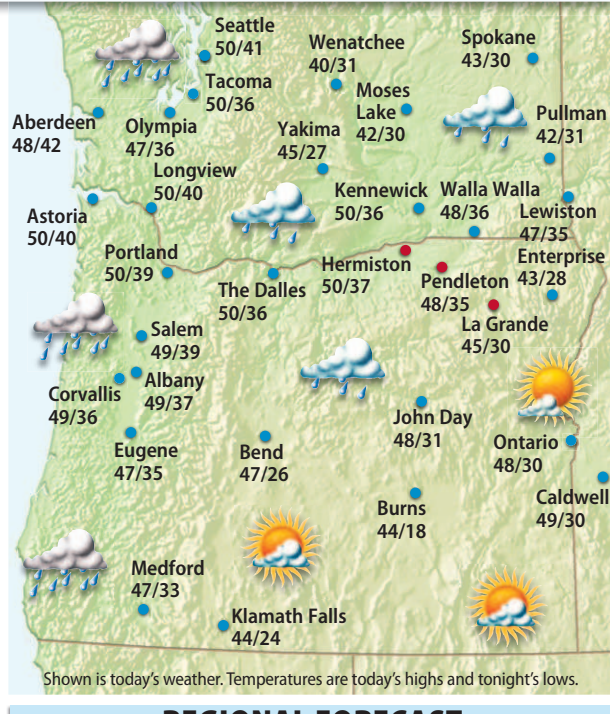 Seattle
50/41
Wenatchee
40/31
Spokane
43/30
Tacoma
50/36
Moses
Lake
42/30
Aberdeen
48/42
Olympia
47/36
Yakima
45/27
Pullman
42/31
Longview
50/40
Kennewick
50/36
Walla Walla
48/36
Lewiston
47/35
Astoria
50/40
Portland
50/39
The Dalles
50/36
Hermiston
50/37
Pendleton
48/35
Enterprise
43/28
La Grande
45/30
Salem
49/39
Corvallis
49/36
Albany
49/37
Eugene
47/35
Bend
47/26
John Day
48/31
Ontario
48/30
Caldwell
49/30
Burns
44/18
Medford
47/33
Klamath Falls
44/24
Shown is today's weather. Temperatures are today's highs and tonight's lows.
REGIONAL FORECAST